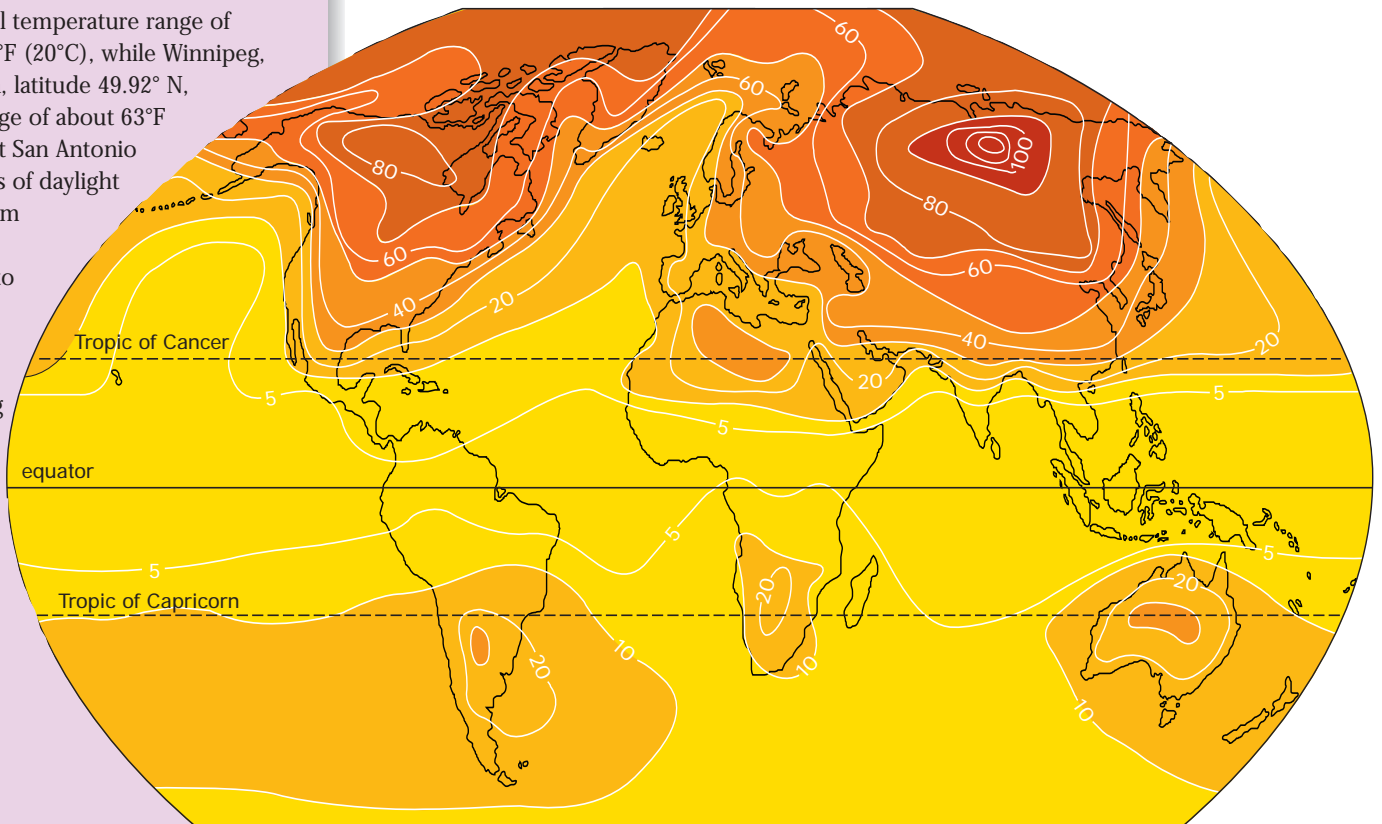 l temperature range of
°F (20°C), while Winnipeg,
, latitude 49.92° N,
ge of about 63°F
t San Antonio
s of daylight
m
to
g
60
60
80
100
80
60
60
40
20
40
20
Tropic of Cancer
20
5
5
5
equator
5
5
5
20
20
Tropic of Capricorn
10
20
10
10